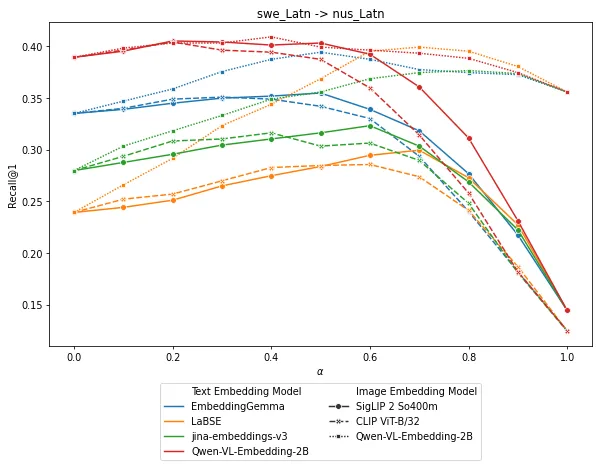 swe_Latn -> nus_Latn
Recall@1
0.40
0.35
0.30
0.25
0.20
0.15
0.0
0.2
0.4
0.6
0.8
1.0
α
Text Embedding Model
EmbeddingGemma
LaBSE
jina-embeddings-v3
Qwen-VL-Embedding-2B
Image Embedding Model
SigLIP 2 So400m
CLIP ViT-B/32
Qwen-VL-Embedding-2B